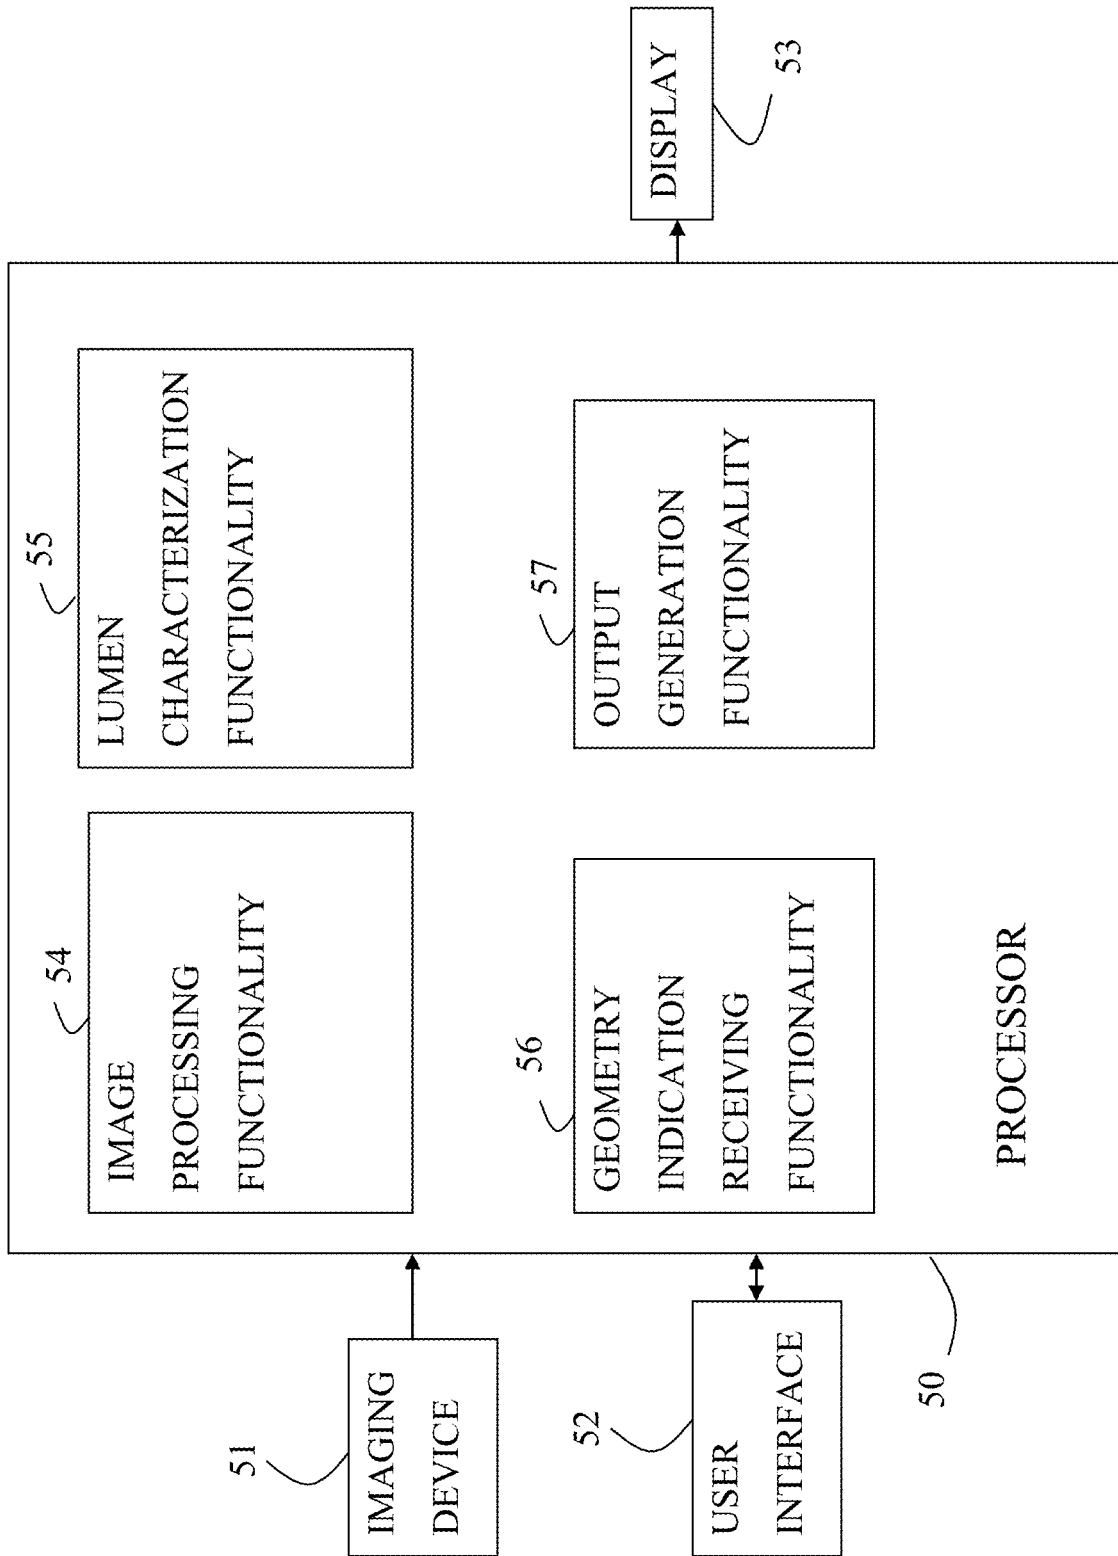 51
IMAGING
DEVICE
52
USER
INTERFACE
50
54
IMAGE
PROCESSING
FUNCTIONALITY
55
LUMEN
CHARACTERIZATION
FUNCTIONALITY
56
GEOMETRY
INDICATION
RECEIVING
FUNCTIONALITY
57
OUTPUT
GENERATION
FUNCTIONALITY
PROCESSOR
DISPLAY
53